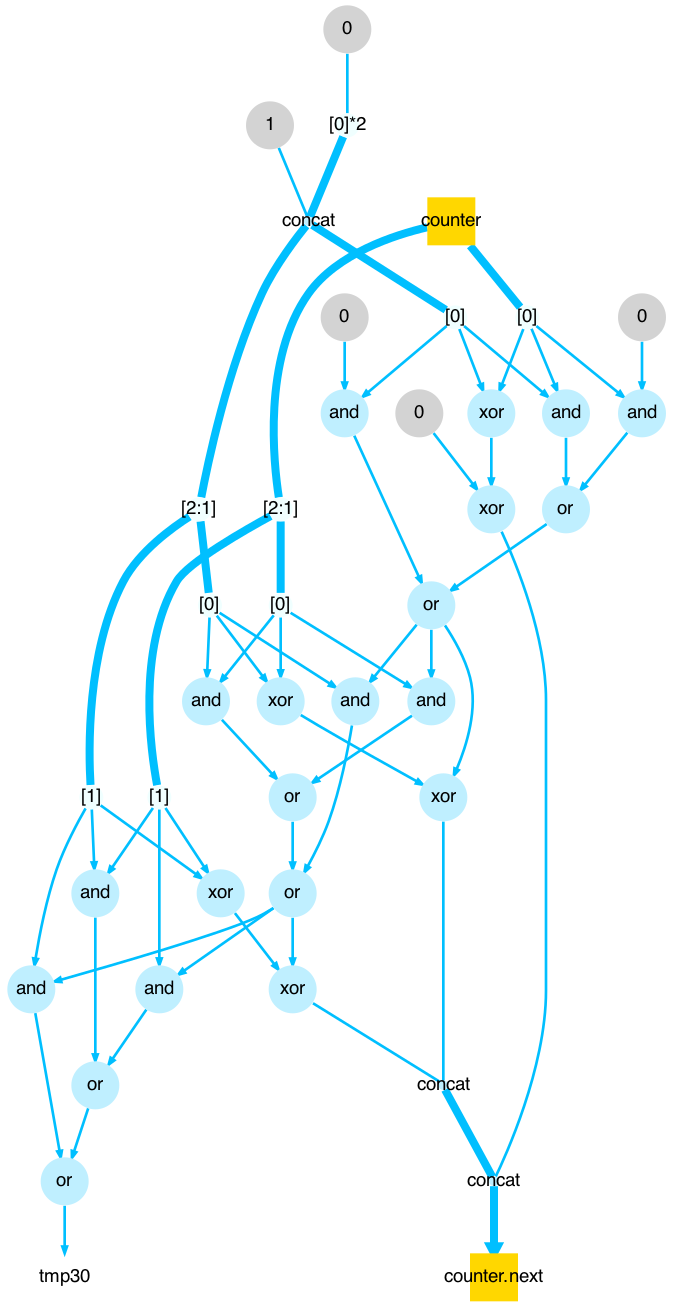 0
1
[0]*2
concat
counter
0
[0]
[0]
0
and
0
xor
and
and
[2:1]
[2:1]
xor
or
[0]
[0]
or
and
xor
and
and
[1]
[1]
or
xor
and
xor
or
and
and
xor
or
concat
or
concat
tmp30
counter.next